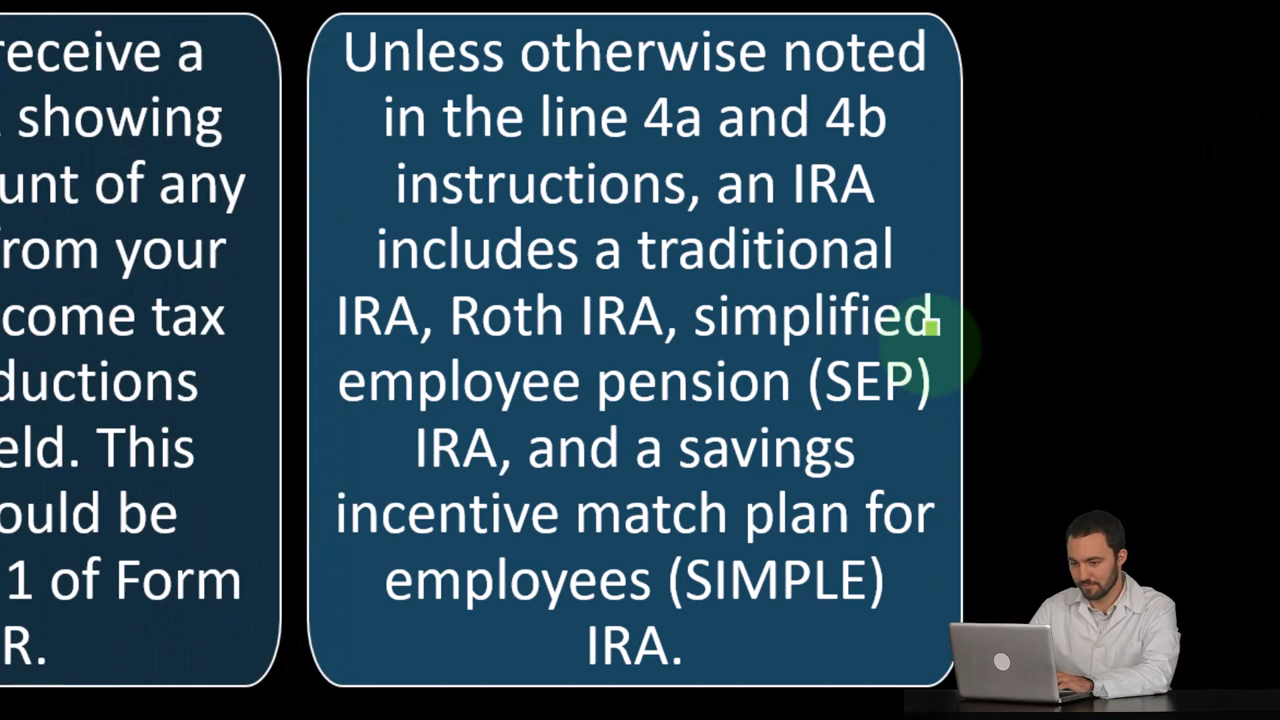 receive a
showing
unt of any
from your
come tax
ductions
eld. This
ould be
1 of Form
R.
Unless otherwise noted
in the line 4a and 4b
instructions, an IRA
includes a traditional
IRA, Roth IRA, simplified
employee pension (SEP)
IRA, and a savings
incentive match plan for
employees (SIMPLE)
IRA.